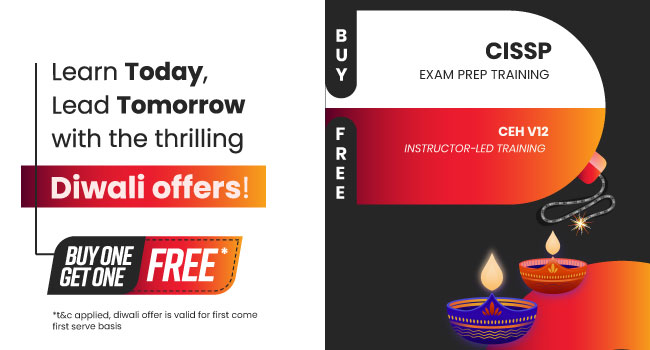 Learn Today,
Lead Tomorrow
with the thrilling
Diwali offers!
BUY ONE
GET ONE
FREE*
*t&c applied, diwali offer is valid for first come
first serve basis
BUY
CISSP
EXAM PREP TRAINING
FREE
CEH V12
INSTRUCTOR-LED TRAINING